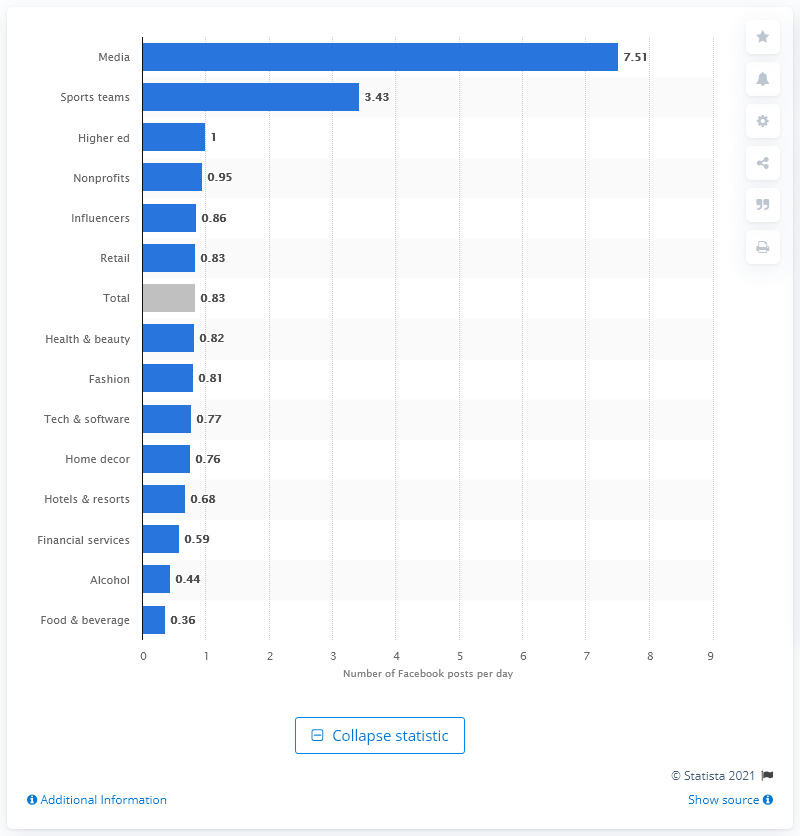 Media 7.51
Sports teams 3.43
Higher ed 1
Nonprofits 0.95
Influencers 0.86
Retail 0.83
Total 0.83
Health & beauty 0.82
Fashion 0.81
Tech & software 0.77
Home decor 0.76
Hotels & resorts 0.68
Financial services 0.59
Alcohol 0.44
Food & beverage 0.36
0 1 2 3 4 5 6 7 8 9
Number of Facebook posts per day
Collapse statistic
© Statista 2021
Additional Information
Show source